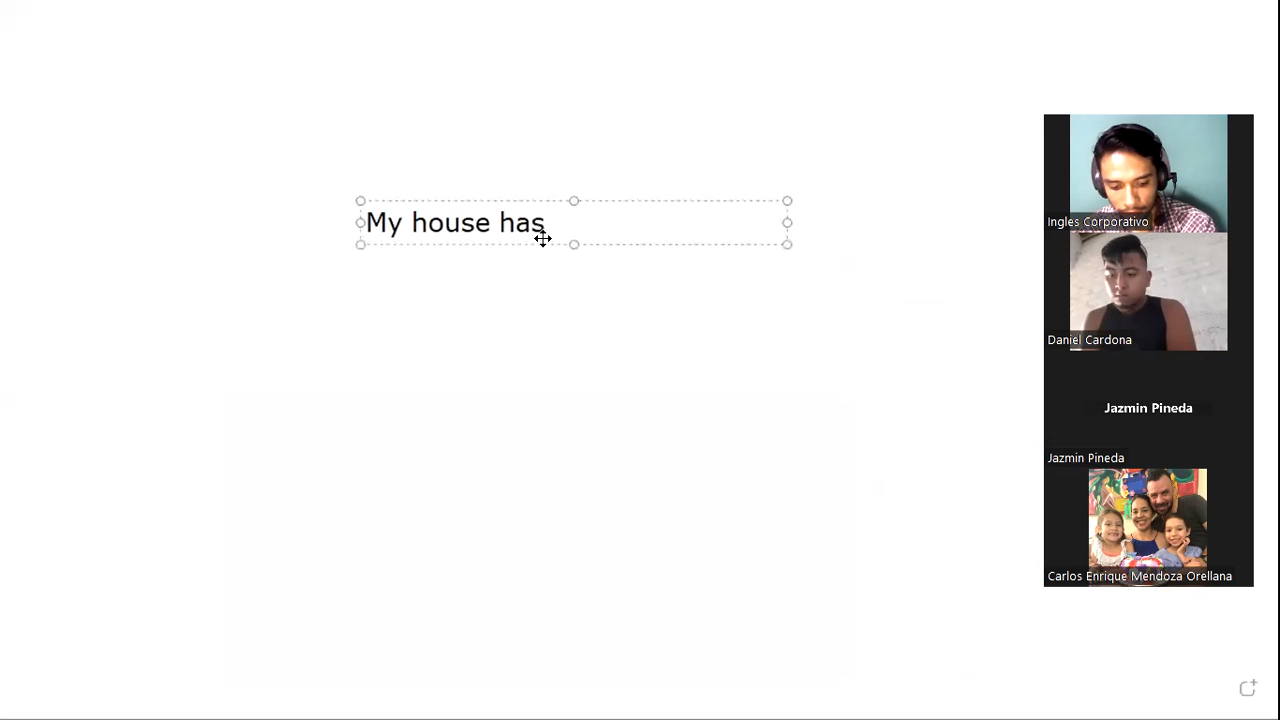 My house has
Ingles Corporativo
Daniel Cardona
Jazmin Pineda
Jazmin Pineda
Carlos Enrique Mendoza Orellana